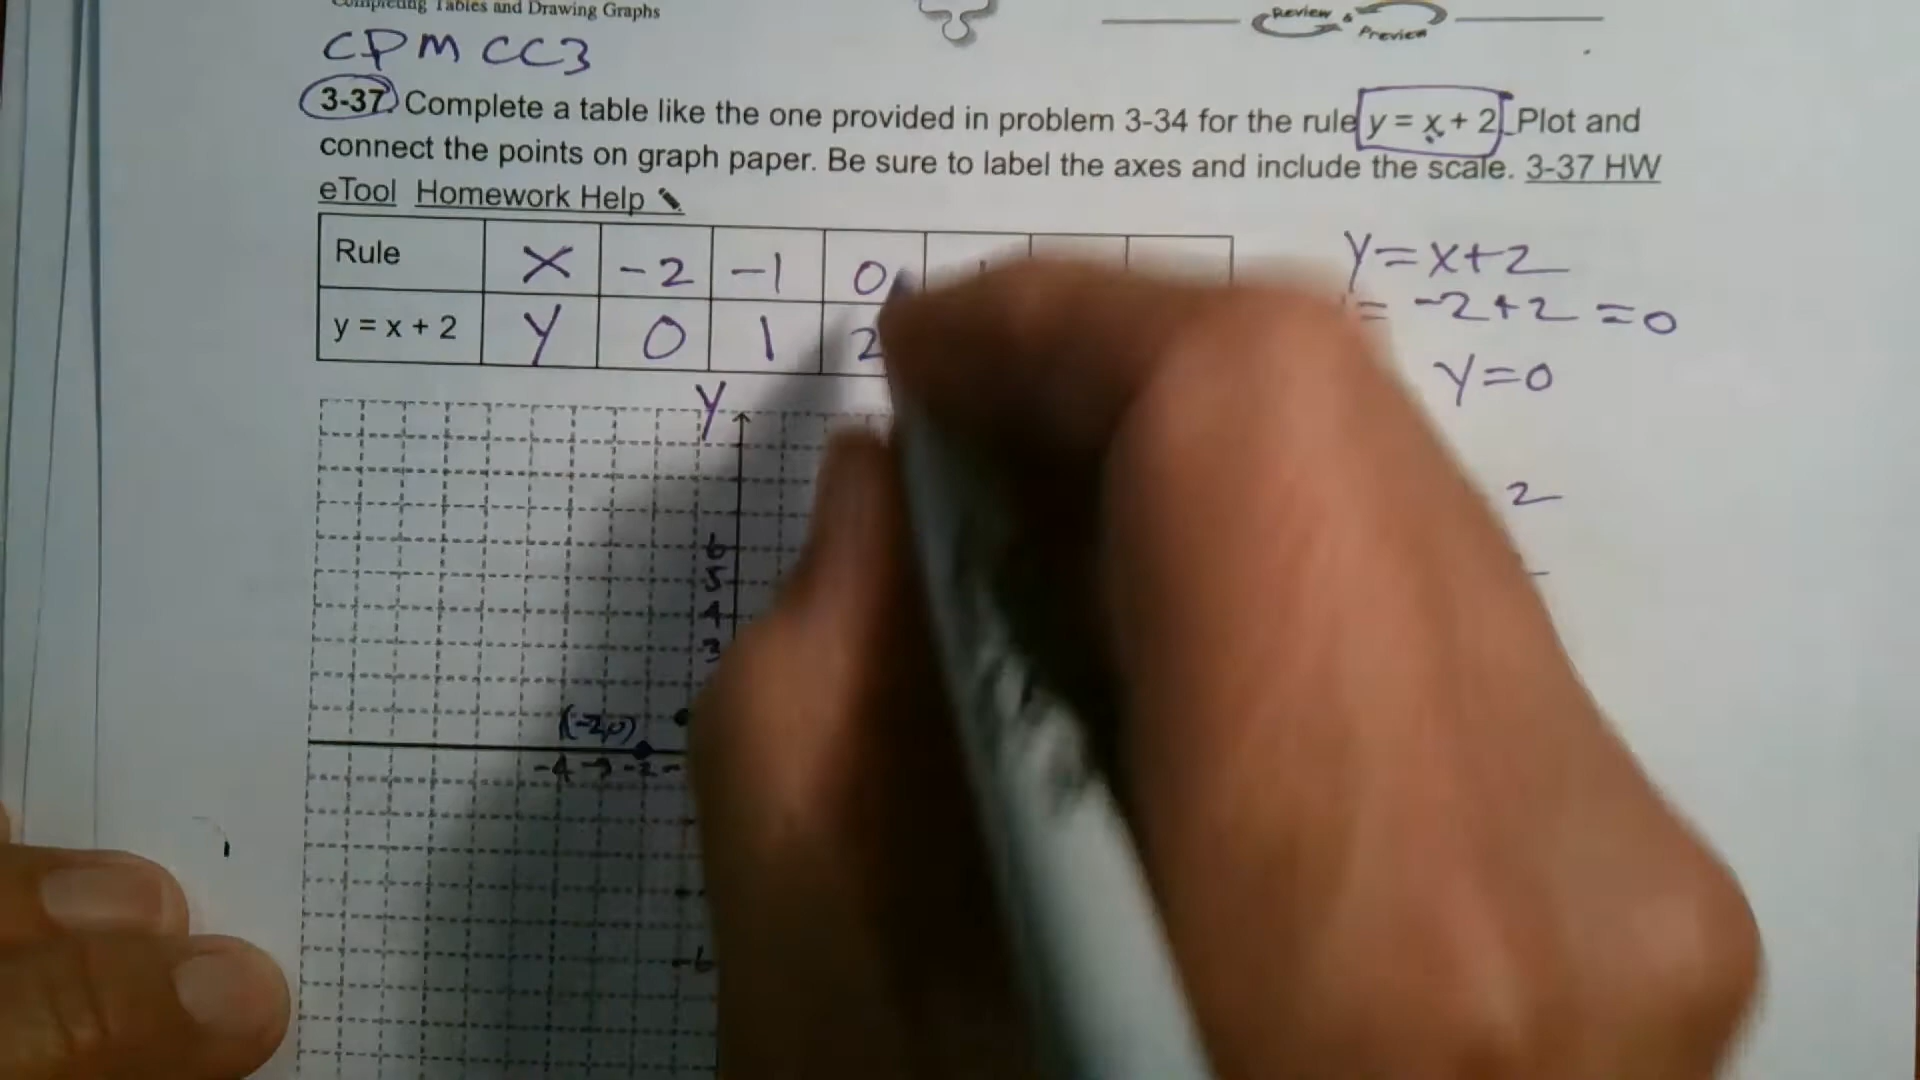 Completing Tables and Drawing Graphs
Review & Preview
CPM CC3
3-37. Complete a table like the one provided in problem 3-34 for the rule y = x + 2. Plot and
connect the points on graph paper. Be sure to label the axes and include the scale. 3-37 HW
eTool Homework Help
Rule X -2 -1 0
y = x + 2 Y 0 1 2
y=x+2
= -2+2 =0
y=0
2
Y
6
5
4
3
(-2,0)
-4 -3 -2 -
-6